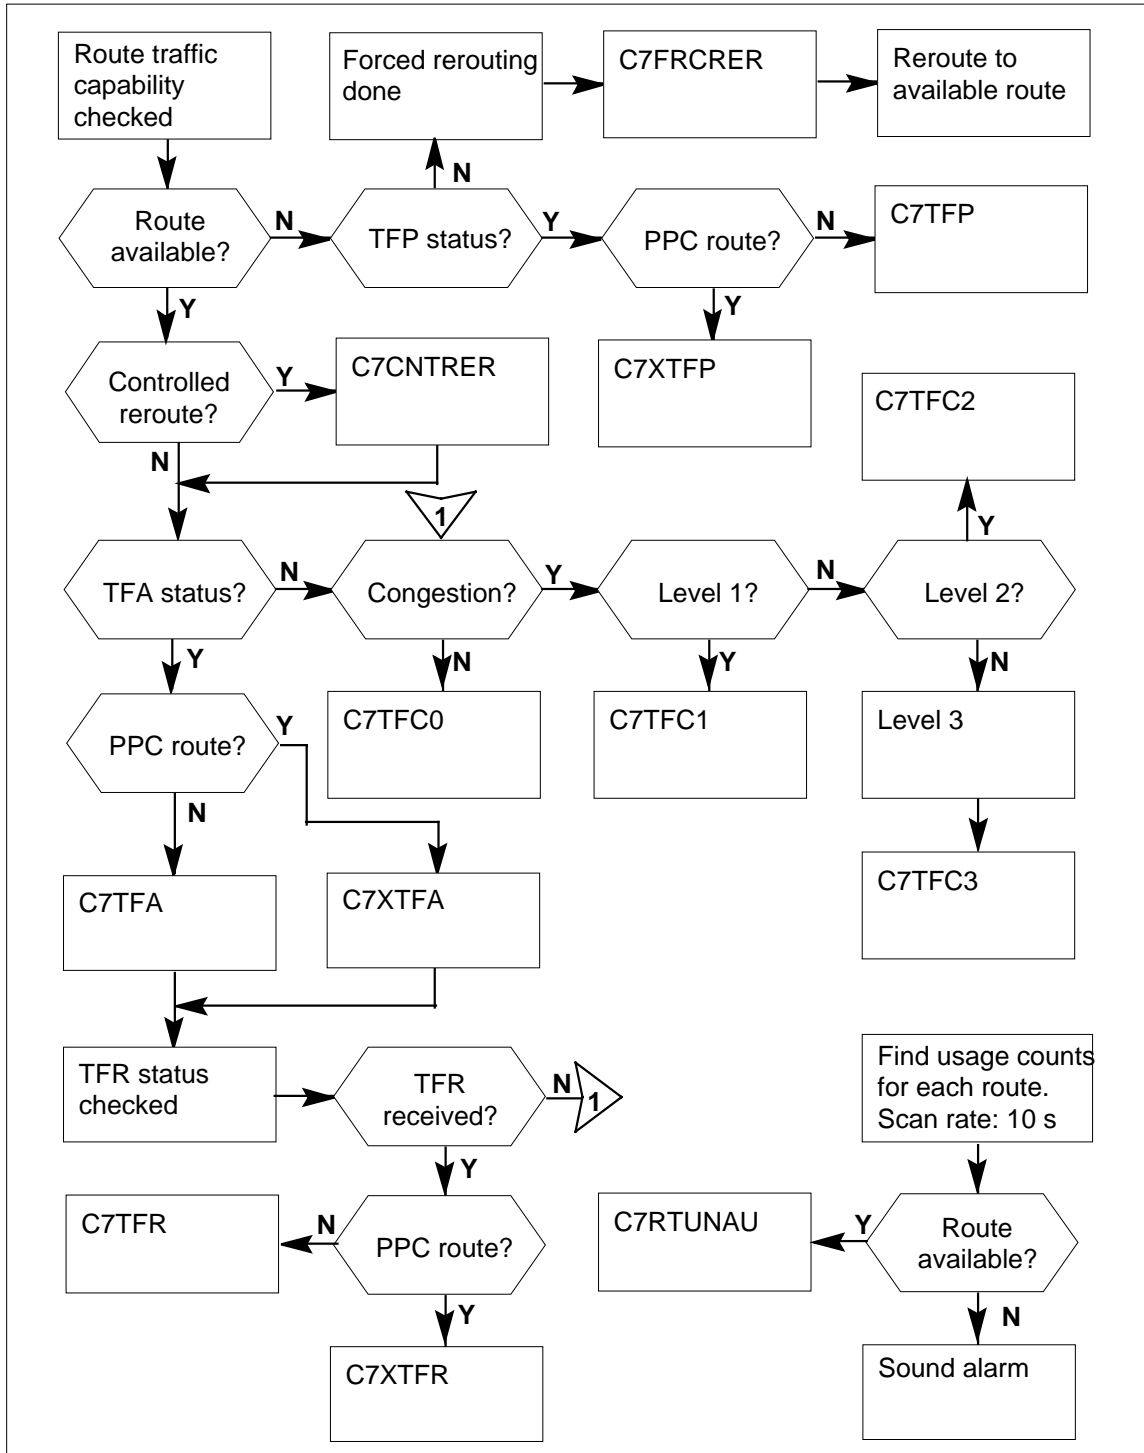 Route traffic
capability
checked
Forced rerouting
done
C7FRCRER
Reroute to
available route
N
Route
available?
N
TFP status?
Y
PPC route?
N
C7TFP
Y
Y
Controlled
reroute?
Y
C7CNTRER
C7XTFP
C7TFC2
N
1
Y
TFA status?
N
Congestion?
Y
Level 1?
N
Level 2?
Y
N
Y
N
PPC route?
Y
C7TFC0
C7TFC1
Level 3
N
C7TFA
C7XTFA
C7TFC3
TFR status
checked
TFR
received?
N
1
Find usage counts
for each route.
Scan rate: 10 s
Y
C7TFR
N
PPC route?
C7RTUNAU
Y
Route
available?
Y
N
C7XTFR
Sound alarm